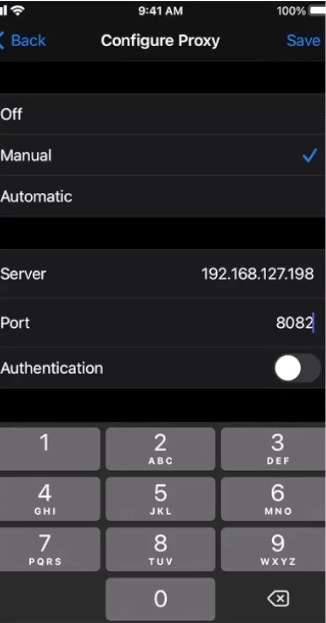 9:41 AM 100%
Back Configure Proxy Save
Off
Manual
Automatic
Server 192.168.127.198
Port 8082
Authentication
1 2 3
ABC DEF
4 5 6
GHI JKL MNO
7 8 9
PQRS TUV WXYZ
0